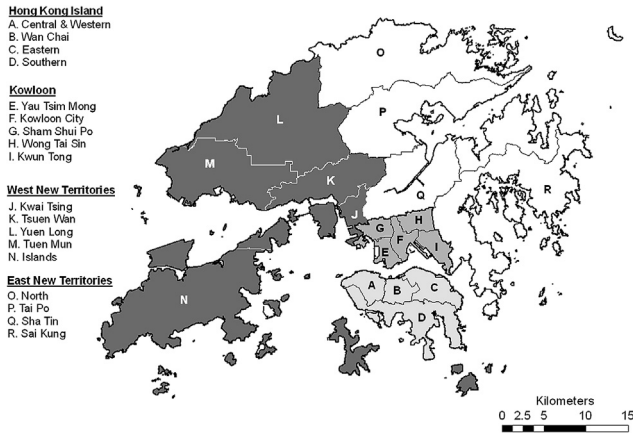 Hong Kong Island
A. Central & Western
B. Wan Chai
C. Eastern
D. Southern
Kowloon
E. Yau Tsim Mong
F. Kowloon City
G. Sham Shui Po
H. Wong Tai Sin
I. Kwun Tong
West New Territories
J. Kwai Tsing
K. Tsuen Wan
L. Yuen Long
M. Tuen Mun
N. Islands
East New Territories
O. North
P. Tai Po
Q. Sha Tin
R. Sai Kung
O
P
L
M
K
Q
R
J
G
H
F
E
I
A
B
C
D
N
Kilometers
0 2.5 5 10 15